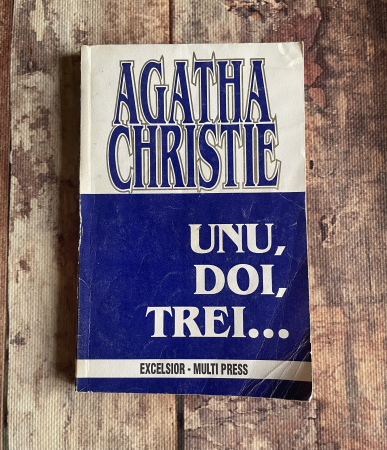 AGATHA
CHRISTIE
UNU,
DOI,
TREI...
EXCELSIOR - MULTI PRESS